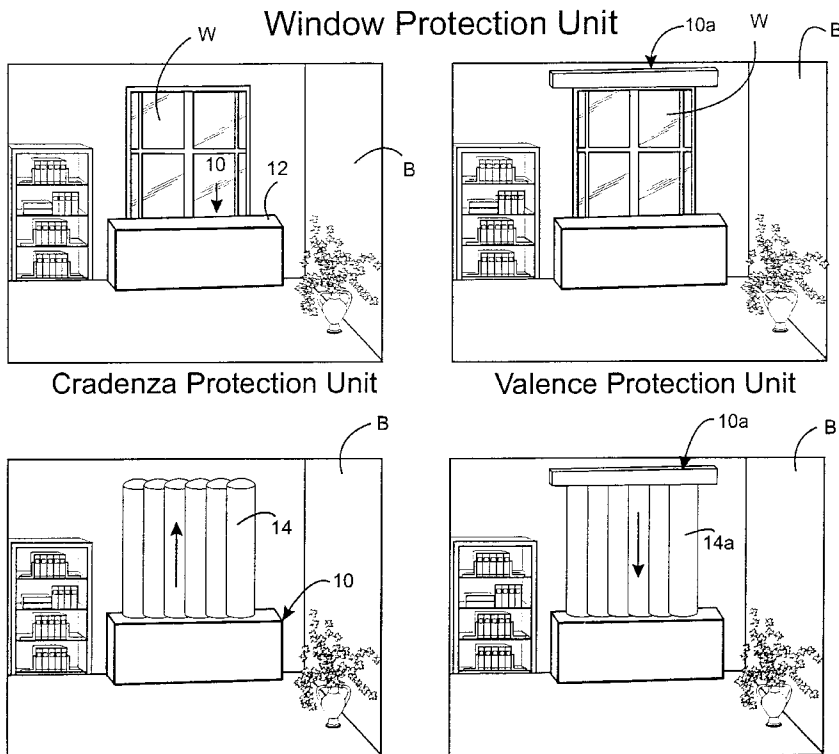 Window Protection Unit
W
10
12
B
10a
W
B
Cradenza Protection Unit
Valence Protection Unit
14
10
B
10a
14a
B